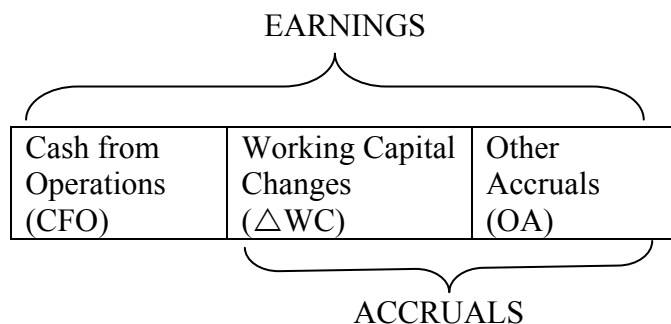 EARNINGS
Cash from
Operations
(CFO)
Working Capital
Changes
(△WC)
Other
Accruals
(OA)
ACCRUALS